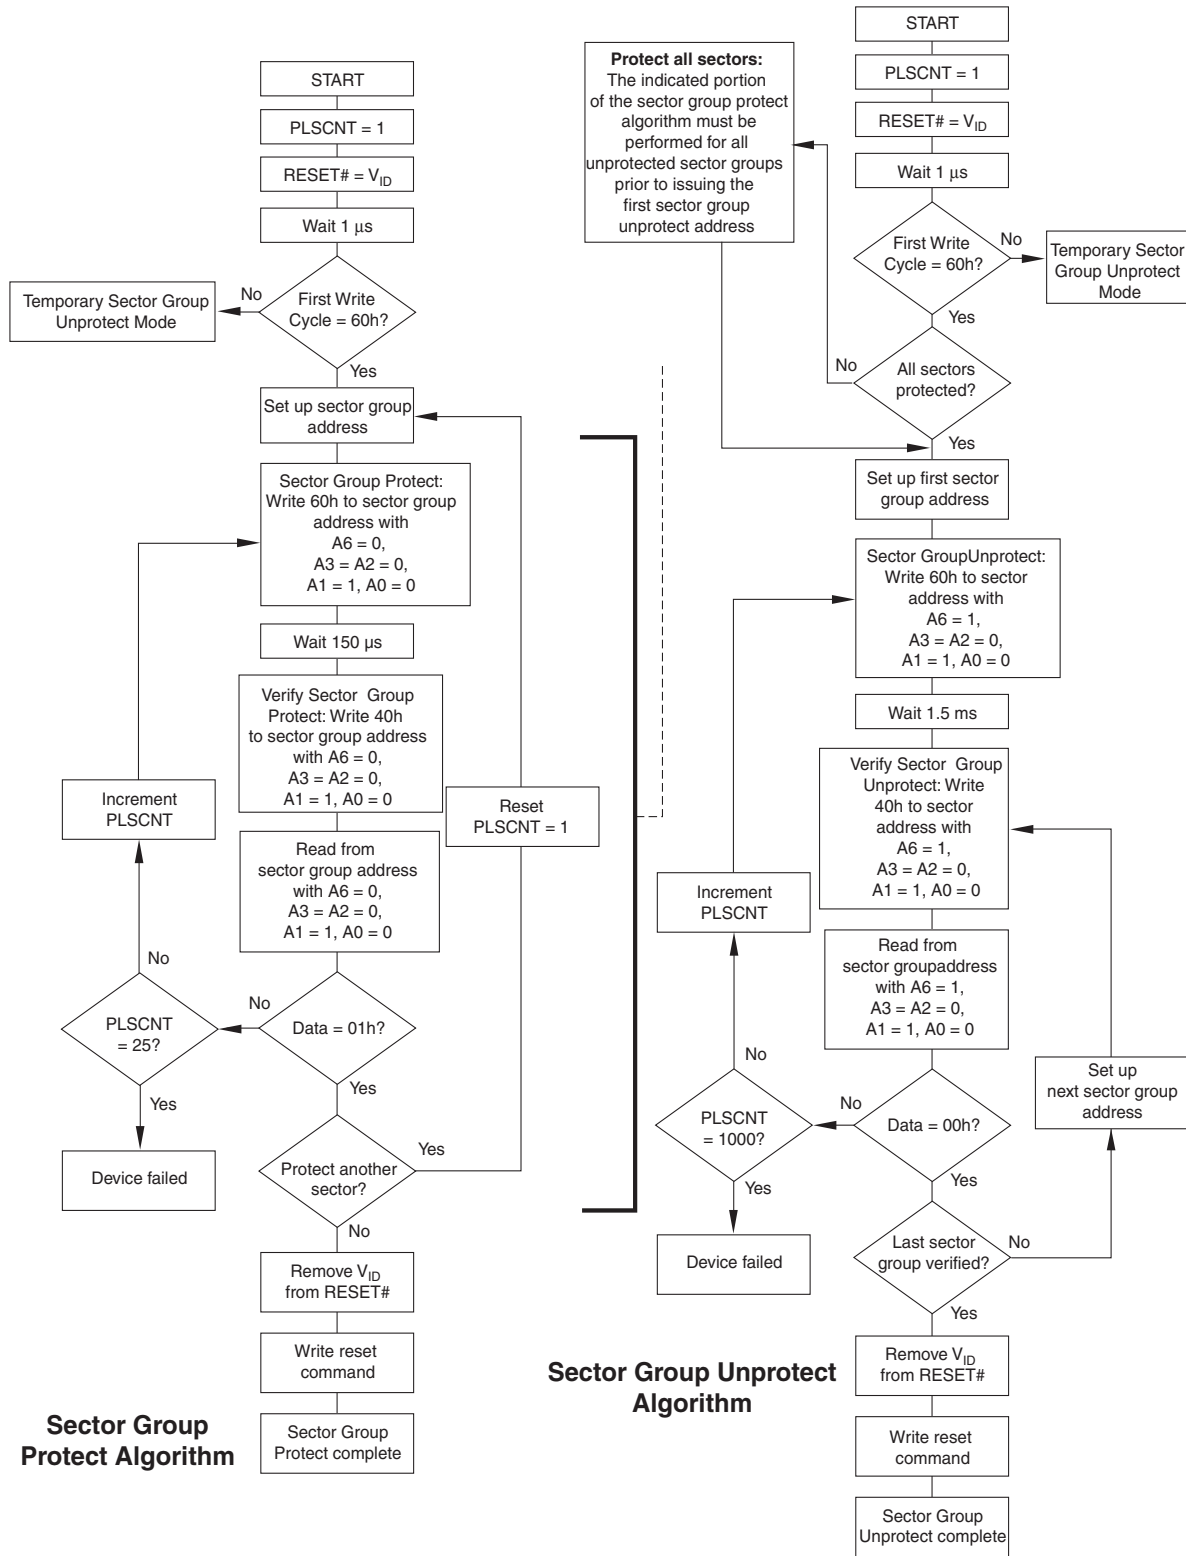 START
PLSCNT = 1
RESET# = VID
Wait 1 μs
First Write
Cycle = 60h?
No
Temporary Sector Group
Unprotect Mode
Yes
Set up sector group
address
Sector Group Protect:
Write 60h to sector group
address with
A6 = 0,
A3 = A2 = 0,
A1 = 1, A0 = 0
Wait 150 µs
Verify Sector Group
Protect: Write 40h
to sector group address
with A6 = 0,
A3 = A2 = 0,
A1 = 1, A0 = 0
Increment
PLSCNT
Reset
PLSCNT = 1
Read from
sector group address
with A6 = 0,
A3 = A2 = 0,
A1 = 1, A0 = 0
No
No
PLSCNT
= 25?
Data = 01h?
Yes
Yes
Device failed
Protect another
sector?
Yes
No
Remove VID
from RESET#
Write reset
command
Sector Group
Protect complete
Sector Group
Protect Algorithm
Protect all sectors:
The indicated portion
of the sector group protect
algorithm must be
performed for all
unprotected sector groups
prior to issuing the
first sector group
unprotect address
START
PLSCNT = 1
RESET# = VID
Wait 1 μs
First Write
Cycle = 60h?
No
Temporary Sector
Group Unprotect
Mode
Yes
No
All sectors
protected?
Yes
Set up first sector
group address
Sector GroupUnprotect:
Write 60h to sector
address with
A6 = 1,
A3 = A2 = 0,
A1 = 1, A0 = 0
Wait 1.5 ms
Verify Sector Group
Unprotect: Write
40h to sector
address with
A6 = 1,
A3 = A2 = 0,
A1 = 1, A0 = 0
Increment
PLSCNT
Read from
sector groupaddress
with A6 = 1,
A3 = A2 = 0,
A1 = 1, A0 = 0
No
No
PLSCNT
= 1000?
Data = 00h?
Set up
next sector group
address
Yes
Yes
Device failed
Last sector
group verified?
No
Yes
Remove VID
from RESET#
Write reset
command
Sector Group
Unprotect complete
Sector Group Unprotect
Algorithm